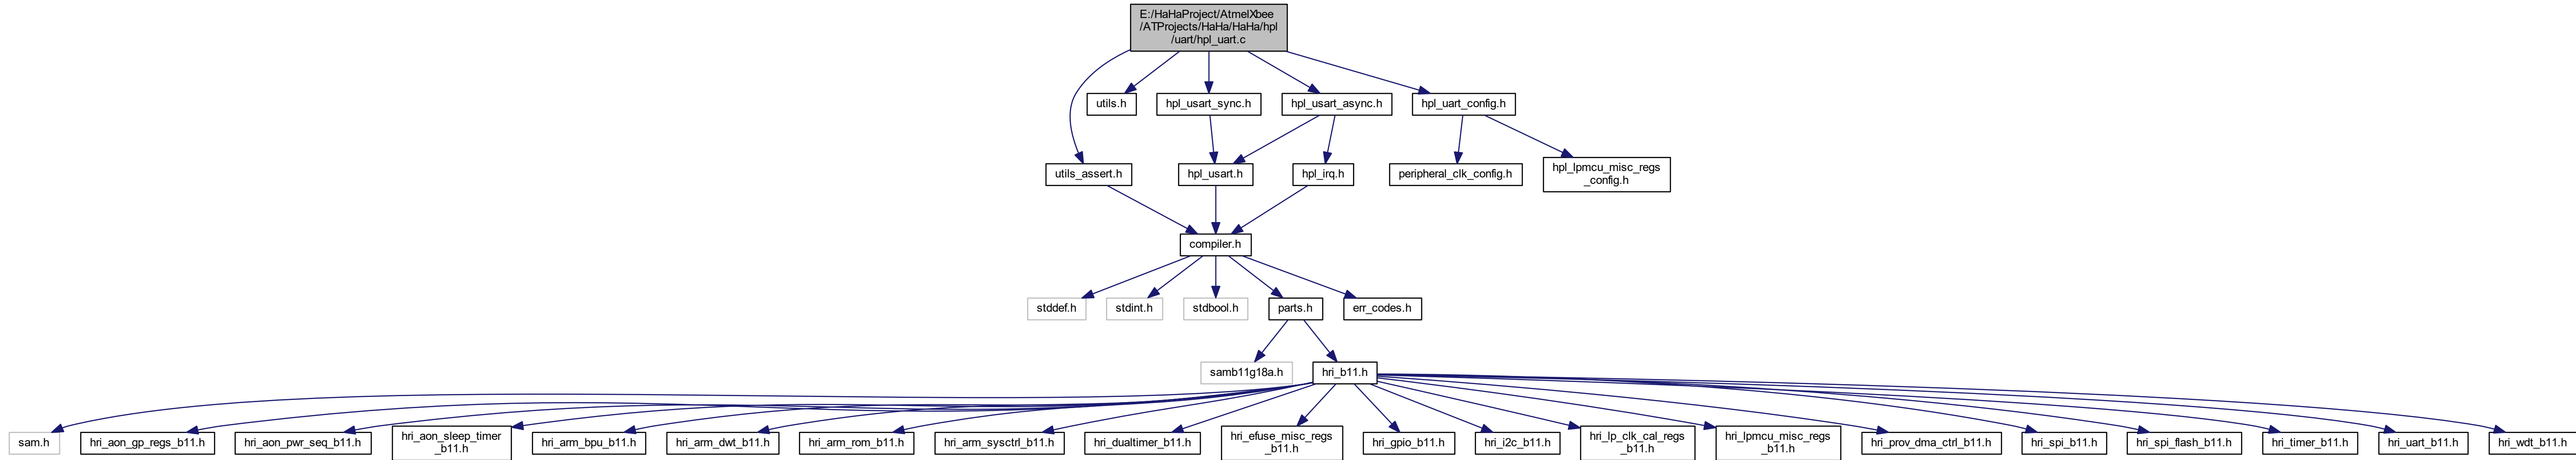 E:/HaHaProject/AtmelXbee
/ATProjects/HaHa/HaHa/hpl
/uart/hpl_uart.c
utils.h
hpl_usart_sync.h
hpl_usart_async.h
hpl_uart_config.h
utils_assert.h
hpl_usart.h
hpl_irq.h
peripheral_clk_config.h
hpl_lpmcu_misc_regs
_config.h
compiler.h
stddef.h
stdint.h
stdbool.h
parts.h
err_codes.h
samb11g18a.h
hri_b11.h
sam.h
hri_aon_gp_regs_b11.h
hri_aon_pwr_seq_b11.h
hri_aon_sleep_timer
_b11.h
hri_arm_bpu_b11.h
hri_arm_dwt_b11.h
hri_arm_rom_b11.h
hri_arm_sysctrl_b11.h
hri_dualtimer_b11.h
hri_efuse_misc_regs
_b11.h
hri_gpio_b11.h
hri_i2c_b11.h
hri_lp_clk_cal_regs
_b11.h
hri_lpmcu_misc_regs
_b11.h
hri_prov_dma_ctrl_b11.h
hri_spi_b11.h
hri_spi_flash_b11.h
hri_timer_b11.h
hri_uart_b11.h
hri_wdt_b11.h